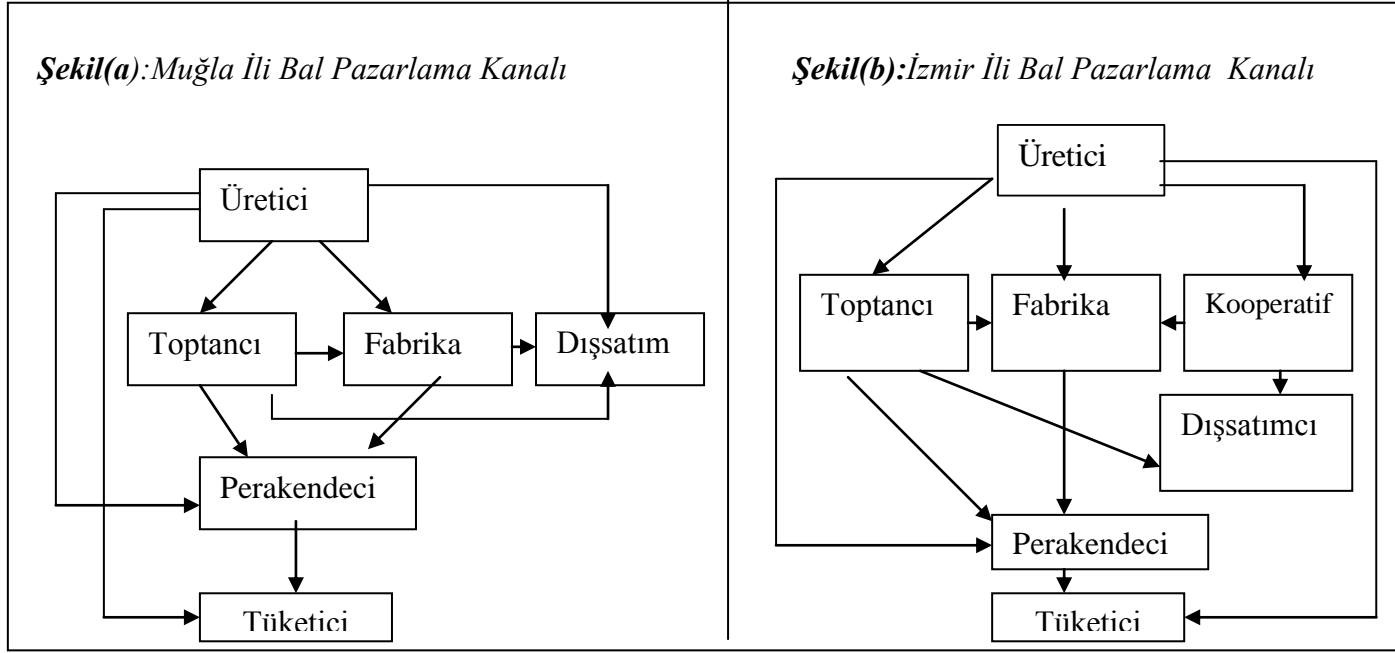 Şekil(a):Muğla İli Bal Pazarlama Kanalı
Üretici
Toptancı
Fabrika
Dışsatım
Perakendeci
Tüketici
Şekil(b):İzmir İli Bal Pazarlama Kanalı
Üretici
Toptancı
Fabrika
Kooperatif
Dışsatımcı
Perakendeci
Tüketici